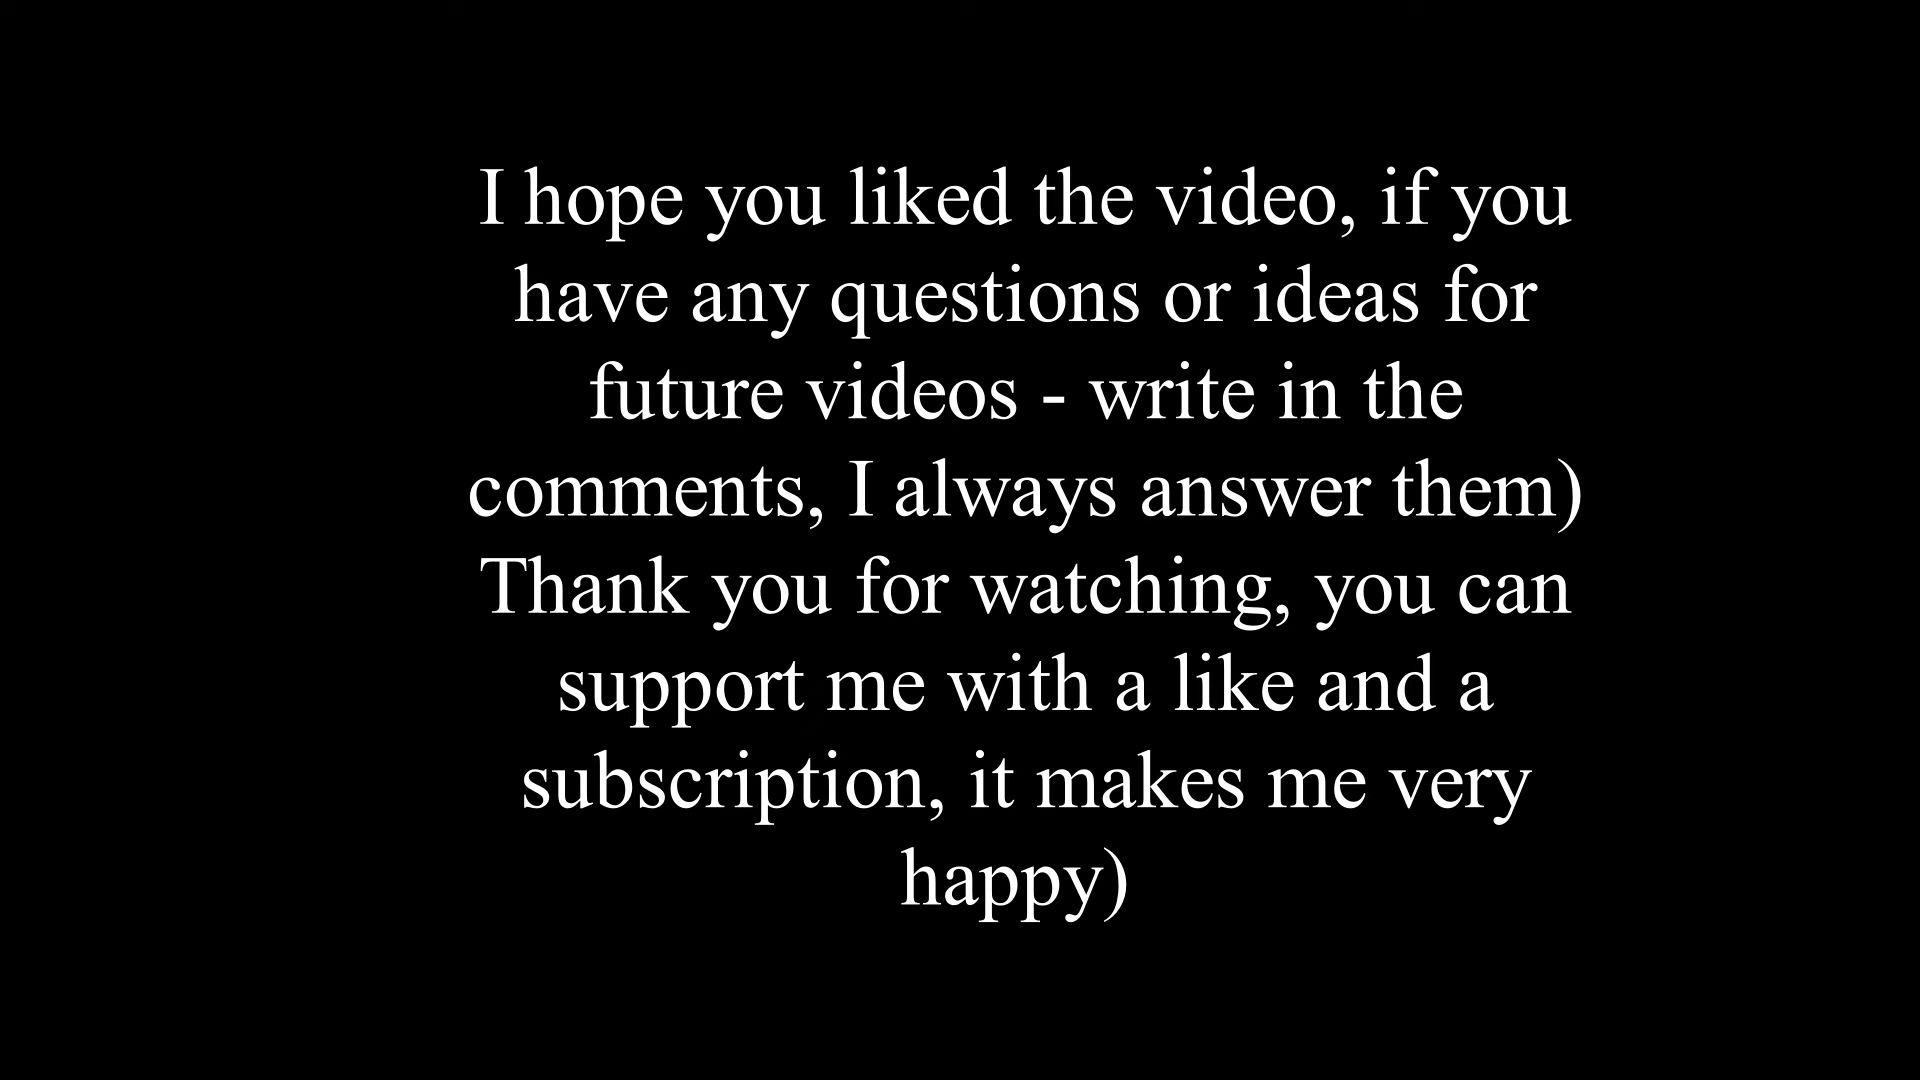 I hope you liked the video, if you
have any questions or ideas for
future videos - write in the
comments, I always answer them)
Thank you for watching, you can
support me with a like and a
subscription, it makes me very
happy)